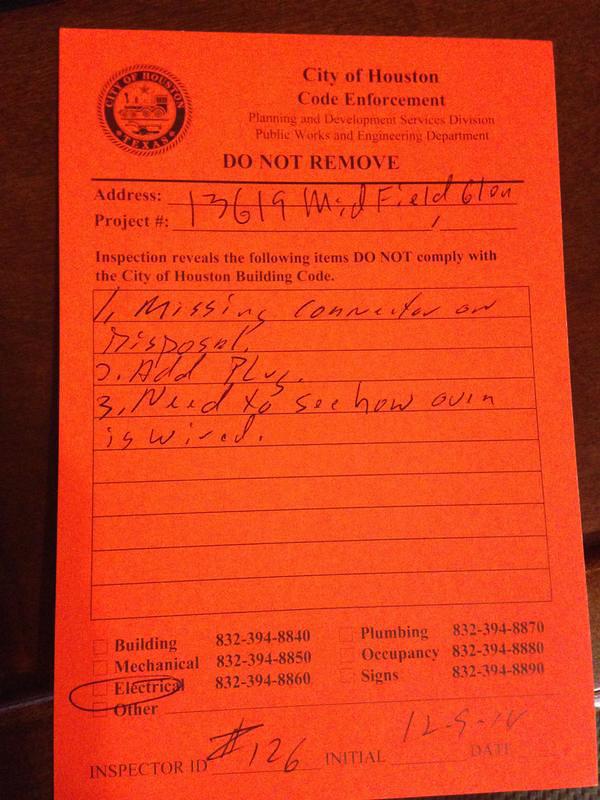 CITY OF HOUSTON
TEXAS
City of Houston
Code Enforcement
Planning and Development Services Division
Public Works and Engineering Department
DO NOT REMOVE
Address: 13619 Mid Field Glen
Project #:
Inspection reveals the following items DO NOT comply with
the City of Houston Building Code.
1, Missing connector on
Disposal.
2. Add Plug.
3, Need to see how oven
is wired.
Building 832-394-8840
Mechanical 832-394-8850
Electrical 832-394-8860
Other
Plumbing 832-394-8870
Occupancy 832-394-8880
Signs 832-394-8890
INSPECTOR ID #126 INITIAL DATE